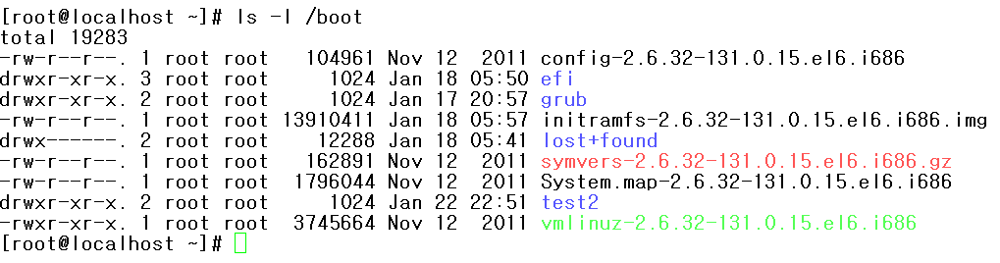 [root@localhost ~]# ls -l /boot
total 19283
-rw-r--r--. 1 root root   104961 Nov 12  2011 config-2.6.32-131.0.15.el6.i686
drwxr-xr-x. 3 root root     1024 Jan 18 05:50 efi
drwxr-xr-x. 2 root root     1024 Jan 17 20:57 grub
-rw-r--r--. 1 root root 13910411 Jan 18 05:57 initramfs-2.6.32-131.0.15.el6.i686.img
drwx------. 2 root root    12288 Jan 18 05:41 lost+found
-rw-r--r--. 1 root root   162891 Nov 12  2011 symvers-2.6.32-131.0.15.el6.i686.gz
-rw-r--r--. 1 root root  1796044 Nov 12  2011 System.map-2.6.32-131.0.15.el6.i686
drwxr-xr-x. 2 root root     1024 Jan 22 22:51 test2
-rwxr-xr-x. 1 root root  3745664 Nov 12  2011 vmlinuz-2.6.32-131.0.15.el6.i686
[root@localhost ~]#